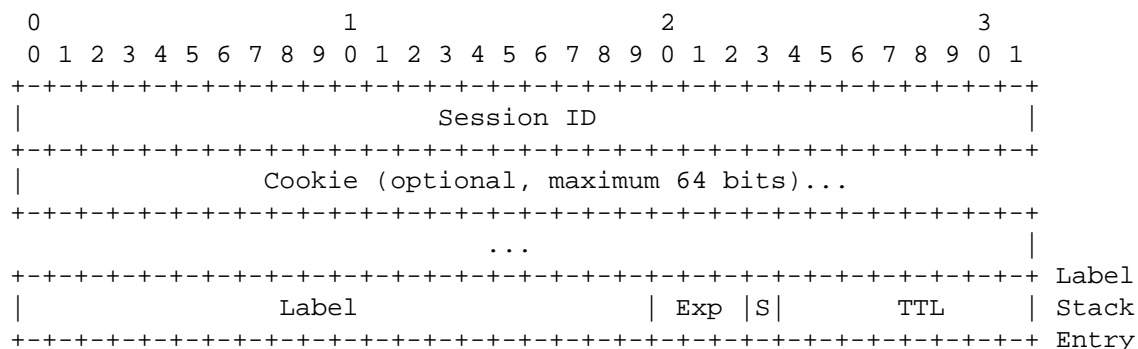 0                   1                   2                   3
 0 1 2 3 4 5 6 7 8 9 0 1 2 3 4 5 6 7 8 9 0 1 2 3 4 5 6 7 8 9 0 1
+-+-+-+-+-+-+-+-+-+-+-+-+-+-+-+-+-+-+-+-+-+-+-+-+-+-+-+-+-+-+-+-+
|                          Session ID                           |
+-+-+-+-+-+-+-+-+-+-+-+-+-+-+-+-+-+-+-+-+-+-+-+-+-+-+-+-+-+-+-+-+
|               Cookie (optional, maximum 64 bits)...
+-+-+-+-+-+-+-+-+-+-+-+-+-+-+-+-+-+-+-+-+-+-+-+-+-+-+-+-+-+-+-+-+
                              ...                               |
+-+-+-+-+-+-+-+-+-+-+-+-+-+-+-+-+-+-+-+-+-+-+-+-+-+-+-+-+-+-+-+-+ Label
|                Label                  | Exp |S|       TTL     | Stack
+-+-+-+-+-+-+-+-+-+-+-+-+-+-+-+-+-+-+-+-+-+-+-+-+-+-+-+-+-+-+-+-+ Entry